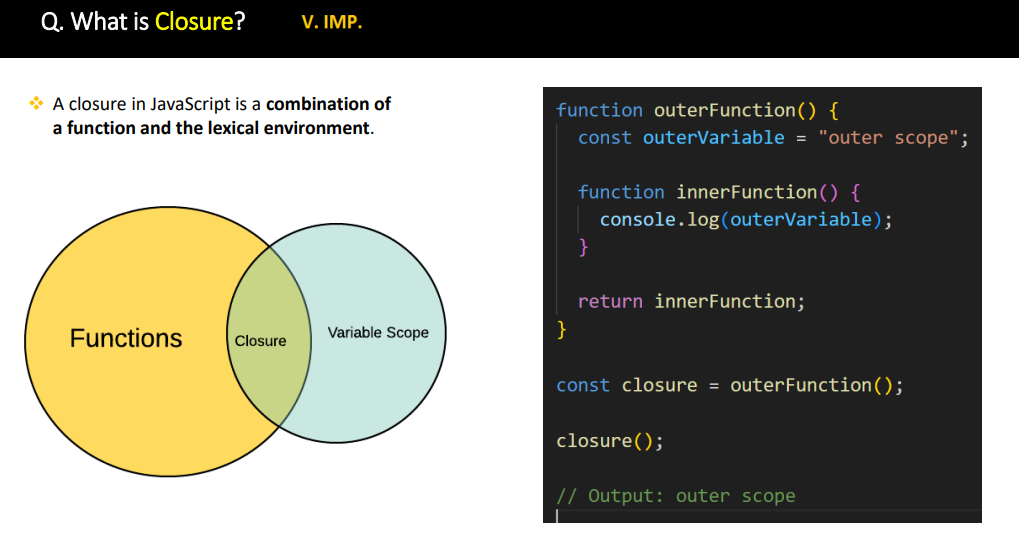 Q. What is Closure? V. IMP.
❖ A closure in JavaScript is a combination of
a function and the lexical environment.
Functions
Closure
Variable Scope
function outerFunction() {
  const outerVariable = "outer scope";

  function innerFunction() {
    console.log(outerVariable);
  }

  return innerFunction;
}

const closure = outerFunction();

closure();

// Output: outer scope